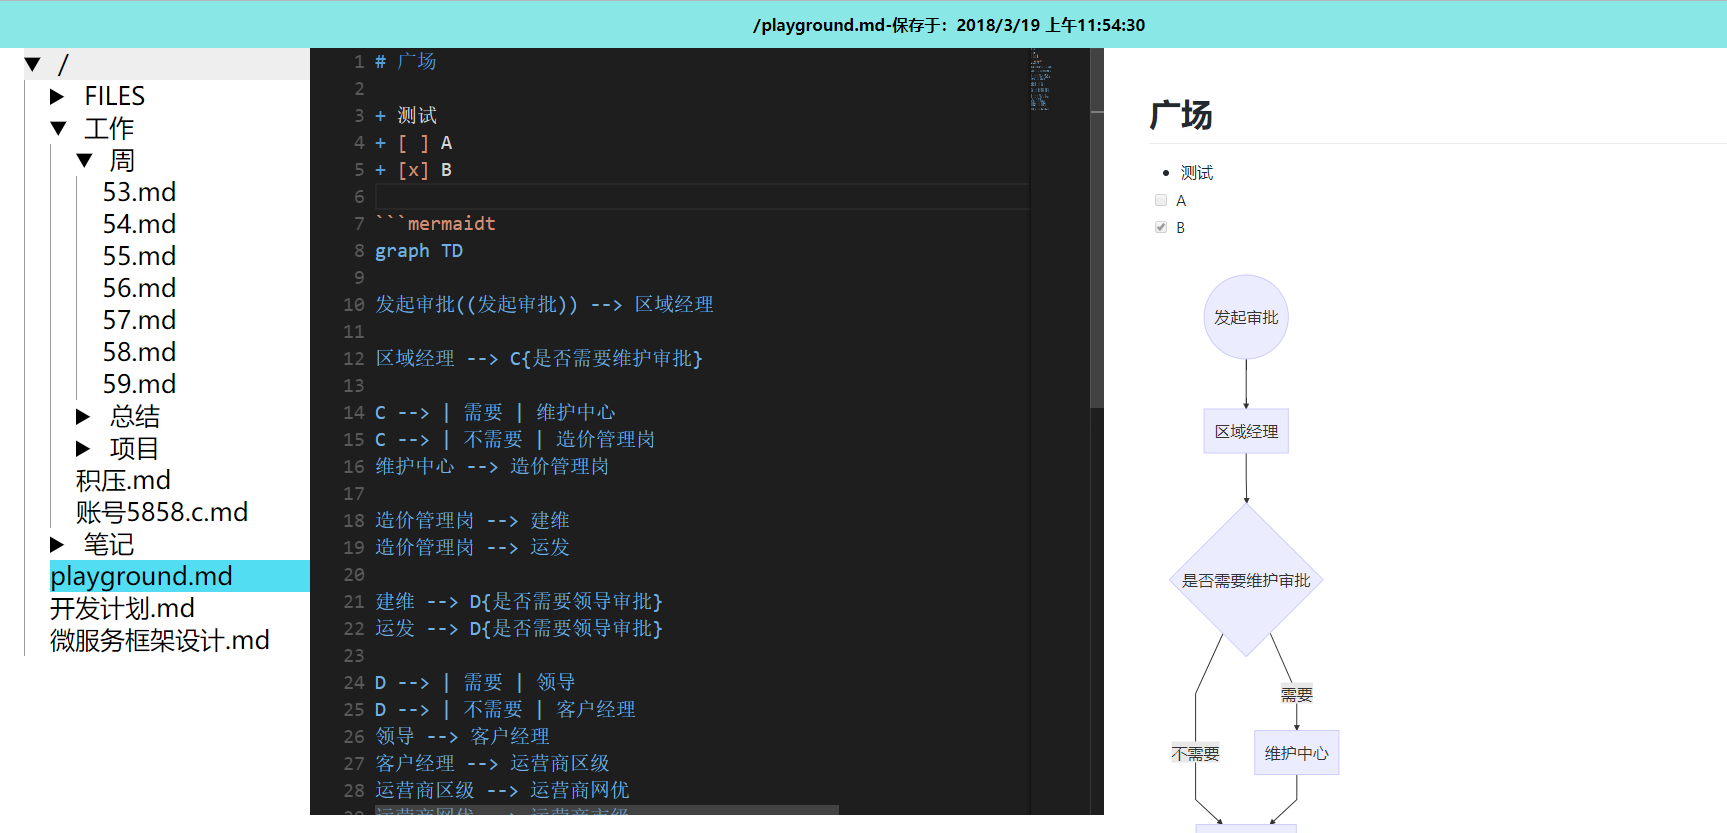 /playground.md-保存于：2018/3/19 上午11:54:30
/
FILES
工作
周
53.md
54.md
55.md
56.md
57.md
58.md
59.md
总结
项目
积压.md
账号5858.c.md
笔记
playground.md
开发计划.md
微服务框架设计.md
1 # 广场
2
3 + 测试
4 + [ ] A
5 + [x] B
6
7 ```mermaidt
8 graph TD
9
10 发起审批((发起审批)) --> 区域经理
11
12 区域经理 --> C{是否需要维护审批}
13
14 C --> | 需要 | 维护中心
15 C --> | 不需要 | 造价管理岗
16 维护中心 --> 造价管理岗
17
18 造价管理岗 --> 建维
19 造价管理岗 --> 运发
20
21 建维 --> D{是否需要领导审批}
22 运发 --> D{是否需要领导审批}
23
24 D --> | 需要 | 领导
25 D --> | 不需要 | 客户经理
26 领导 --> 客户经理
27 客户经理 --> 运营商区级
28 运营商区级 --> 运营商网优
29 运营商网优 --> 运营商市级
广场
测试
A
B
发起审批
区域经理
是否需要维护审批
需要
不需要
维护中心